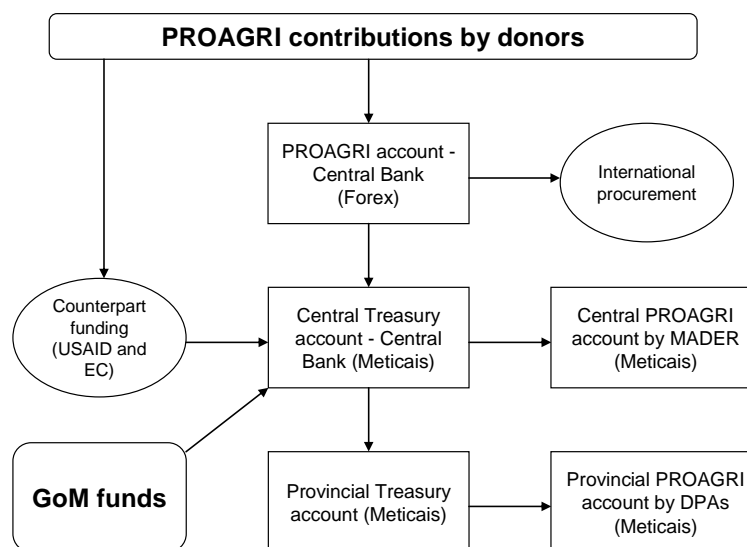 PROAGRI contributions by donors
PROAGRI account -
Central Bank
(Forex)
International
procurement
Counterpart
funding
(USAID and
EC)
Central Treasury
account - Central
Bank (Meticais)
Central PROAGRI
account by MADER
(Meticais)
GoM funds
Provincial Treasury
account (Meticais)
Provincial PROAGRI
account by DPAs
(Meticais)